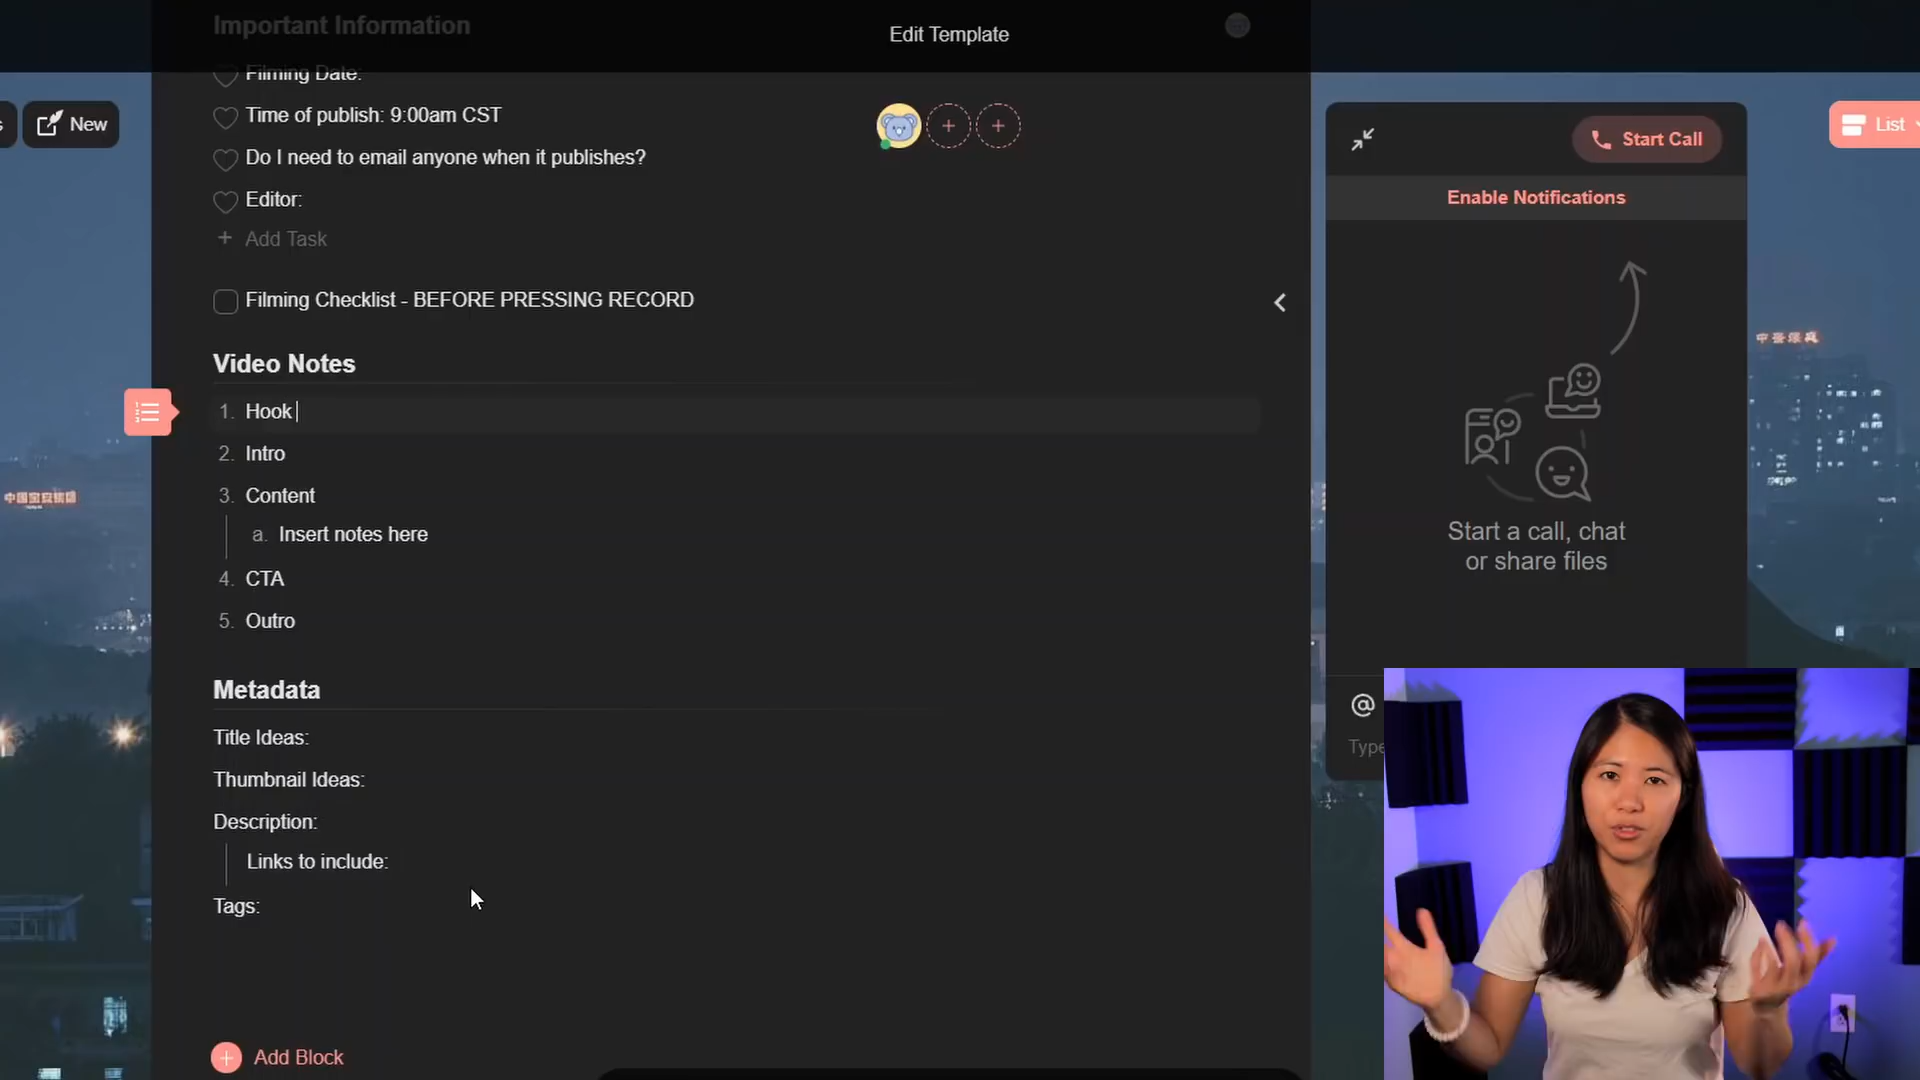 Important Information
Edit Template
Filming Date:
New
Time of publish: 9:00am CST
List
Start Call
Do I need to email anyone when it publishes?
Enable Notifications
Editor:
+ Add Task
Filming Checklist - BEFORE PRESSING RECORD
Video Notes
1. Hook
2. Intro
3. Content
a. Insert notes here
Start a call, chat
or share files
4. CTA
5. Outro
Metadata
@
Title Ideas:
Type
Thumbnail Ideas:
Description:
Links to include:
Tags:
+ Add Block